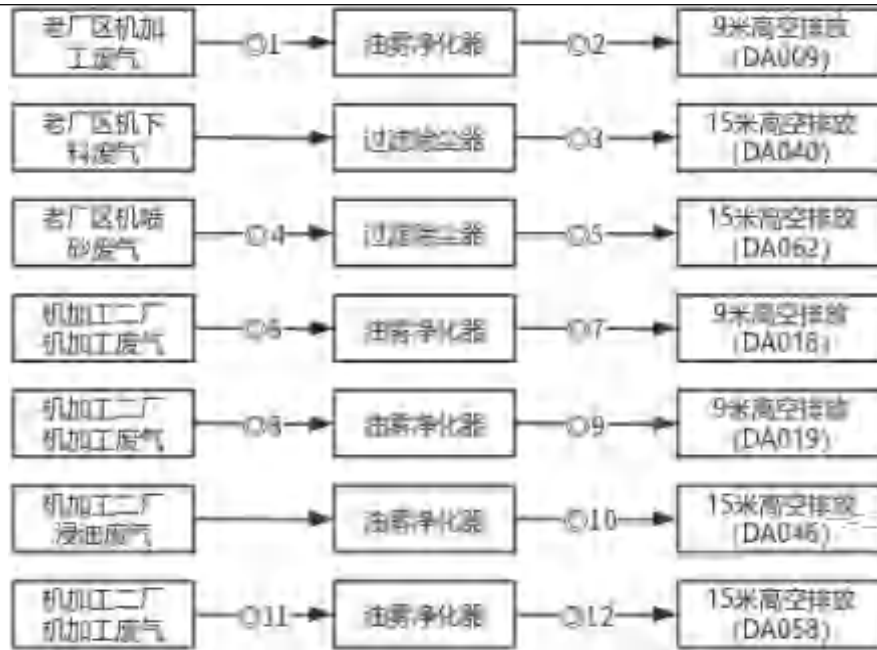 老厂区机加
工废气
◎1
油雾净化器
◎2
9米高空排放
(DA009)
老厂区机下
料废气
过滤除尘器
◎3
15米高空排放
(DA040)
老厂区机喷
砂废气
◎4
过滤除尘器
◎5
15米高空排放
(DA062)
机加工二厂
机加工废气
◎6
油雾净化器
◎7
9米高空排放
(DA018)
机加工二厂
机加工废气
◎8
油雾净化器
◎9
9米高空排放
(DA019)
机加工二厂
浸油废气
油雾净化器
◎10
15米高空排放
(DA046)
机加工二厂
机加工废气
◎11
油雾净化器
◎12
15米高空排放
(DA058)